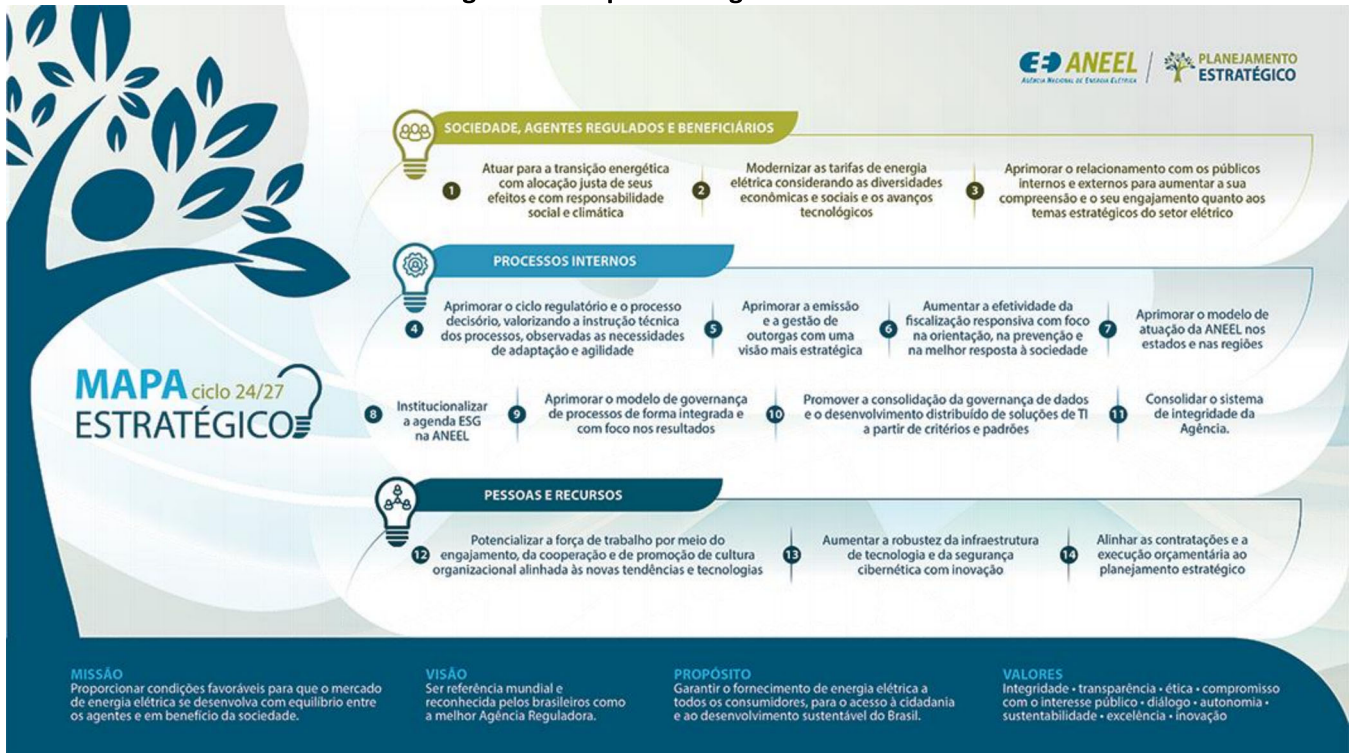 EE ANEEL
AGÊNCIA NACIONAL DE ENERGIA ELÉTRICA
PLANEJAMENTO
ESTRATÉGICO
SOCIEDADE, AGENTES REGULADOS E BENEFICIÁRIOS
1
Atuar para a transição energética
com alocação justa de seus
efeitos e com responsabilidade
social e climática
2
Modernizar as tarifas de energia
elétrica considerando as diversidades
econômicas e sociais e os avanços
tecnológicos
3
Aprimorar o relacionamento com os públicos
internos e externos para aumentar a sua
compreensão e o seu engajamento quanto aos
temas estratégicos do setor elétrico
PROCESSOS INTERNOS
4
Aprimorar o ciclo regulatório e o processo
decisório, valorizando a instrução técnica
dos processos, observadas as necessidades
de adaptação e agilidade
5
Aprimorar a emissão
e a gestão de
outorgas com uma
visão mais estratégica
6
Aumentar a efetividade da
fiscalização responsiva com foco
na orientação, na prevenção e
na melhor resposta à sociedade
7
Aprimorar o modelo de
atuação da ANEEL nos
estados e nas regiões
MAPA ciclo 24/27
ESTRATÉGICO
8
Institucionalizar
a agenda ESG
na ANEEL
9
Aprimorar o modelo de governança
de processos de forma integrada e
com foco nos resultados
10
Promover a consolidação da governança de dados
e o desenvolvimento distribuído de soluções de TI
a partir de critérios e padrões
11
Consolidar o sistema
de integridade da
Agência.
PESSOAS E RECURSOS
12
Potencializar a força de trabalho por meio do
engajamento, da cooperação e de promoção de cultura
organizacional alinhada às novas tendências e tecnologias
13
Aumentar a robustez da infraestrutura
de tecnologia e da segurança
cibernética com inovação
14
Alinhar as contratações e a
execução orçamentária ao
planejamento estratégico
MISSÃO
Proporcionar condições favoráveis para que o mercado
de energia elétrica se desenvolva com equilíbrio entre
os agentes e em benefício da sociedade.
VISÃO
Ser referência mundial e
reconhecida pelos brasileiros como
a melhor Agência Reguladora.
PROPÓSITO
Garantir o fornecimento de energia elétrica a
todos os consumidores, para o acesso à cidadania
e ao desenvolvimento sustentável do Brasil.
VALORES
Integridade • transparência • ética • compromisso
com o interesse público • diálogo • autonomia •
sustentabilidade • excelência • inovação